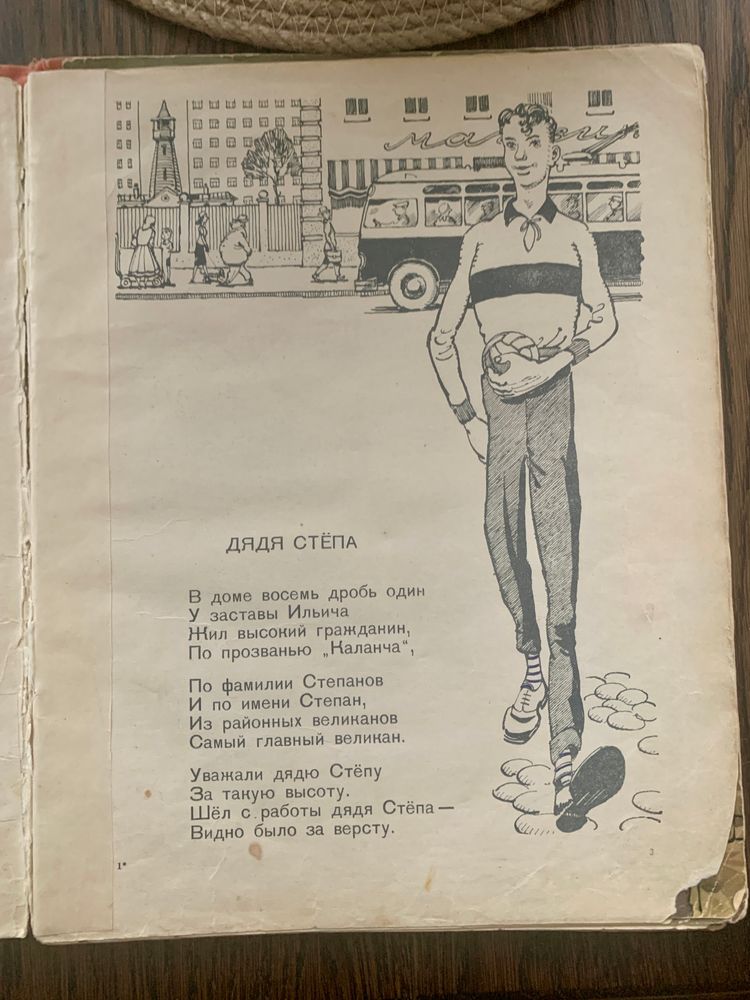 ДЯДЯ СТЁПА
В доме восемь дробь один
У заставы Ильича
Жил высокий гражданин,
По прозванью „Каланча“,
По фамилии Степанов
И по имени Степан,
Из районных великанов
Самый главный великан.
Уважали дядю Стёпу
За такую высоту.
Шёл с работы дядя Стёпа—
Видно было за версту.
1*
3